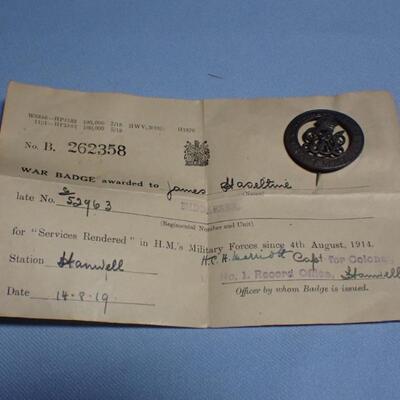 No. B. 262358
WAR BADGE awarded to James Haseltine
(Name)
late No. S/52963
(Regimental Number and Unit)
for "Services Rendered" in H.M.'s Military Forces since 4th August, 1914.
Station Hanwell Capt for Colonel
No. 1. Record Office, Hanwell
Date 14-8-19 Officer by whom Badge is issued.